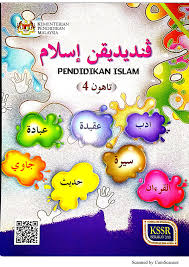 KEMENTERIAN
PENDIDIKAN
MALAYSIA
ڤنديديقن إسلام
PENDIDIKAN ISLAM
تاهون 4
ادب
عقيدة
عبادة
سيرة
جاوي
حديث
القرءان
KSSR
Scanned by CamScanner